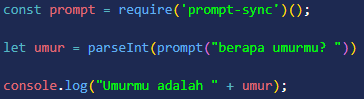 const prompt = require('prompt-sync')();
let umur = parseInt(prompt("berapa umurmu? "))
console.log("Umurmu adalah " + umur);